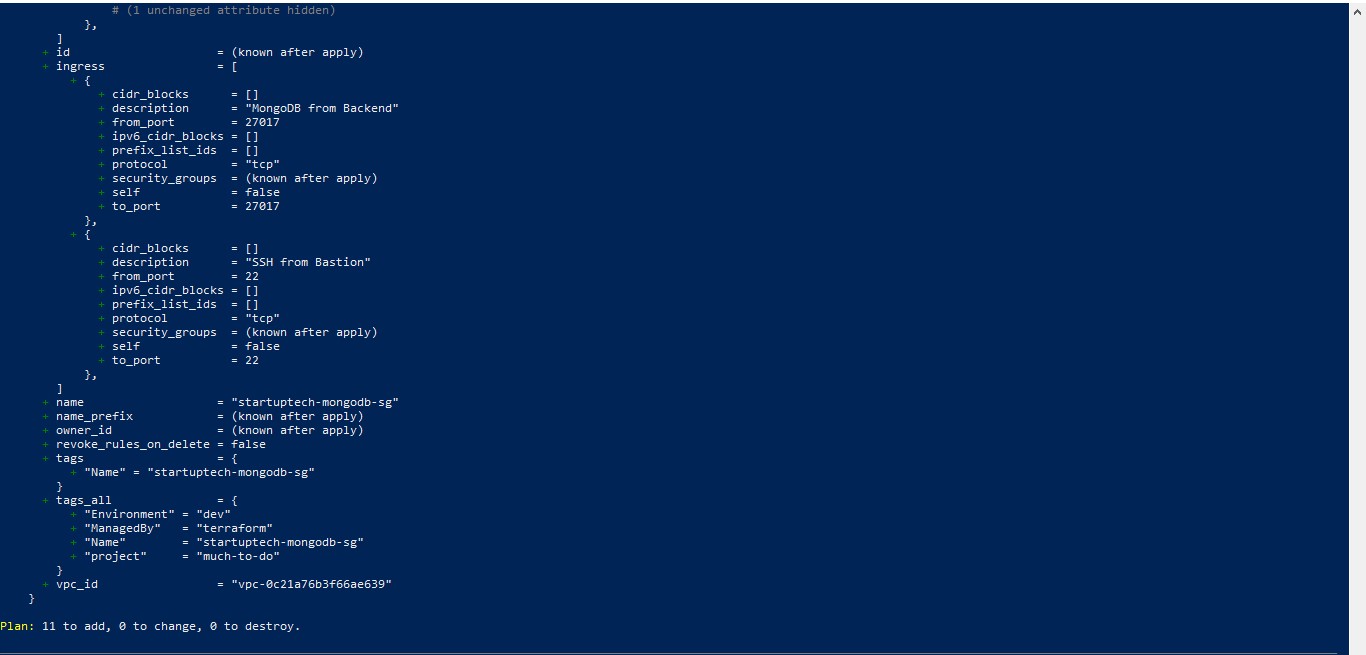 # (1 unchanged attribute hidden)
},
]
+ id = (known after apply)
+ ingress = [
+ {
+ cidr_blocks = []
+ description = "MongoDB from Backend"
+ from_port = 27017
+ ipv6_cidr_blocks = []
+ prefix_list_ids = []
+ protocol = "tcp"
+ security_groups = (known after apply)
+ self = false
+ to_port = 27017
},
+ {
+ cidr_blocks = []
+ description = "SSH from Bastion"
+ from_port = 22
+ ipv6_cidr_blocks = []
+ prefix_list_ids = []
+ protocol = "tcp"
+ security_groups = (known after apply)
+ self = false
+ to_port = 22
},
]
+ name = "startuptech-mongodb-sg"
+ name_prefix = (known after apply)
+ owner_id = (known after apply)
+ revoke_rules_on_delete = false
+ tags = {
+ "Name" = "startuptech-mongodb-sg"
}
+ tags_all = {
+ "Environment" = "dev"
+ "ManagedBy" = "terraform"
+ "Name" = "startuptech-mongodb-sg"
+ "project" = "much-to-do"
}
+ vpc_id = "vpc-0c21a76b3f66ae639"
}
Plan: 11 to add, 0 to change, 0 to destroy.